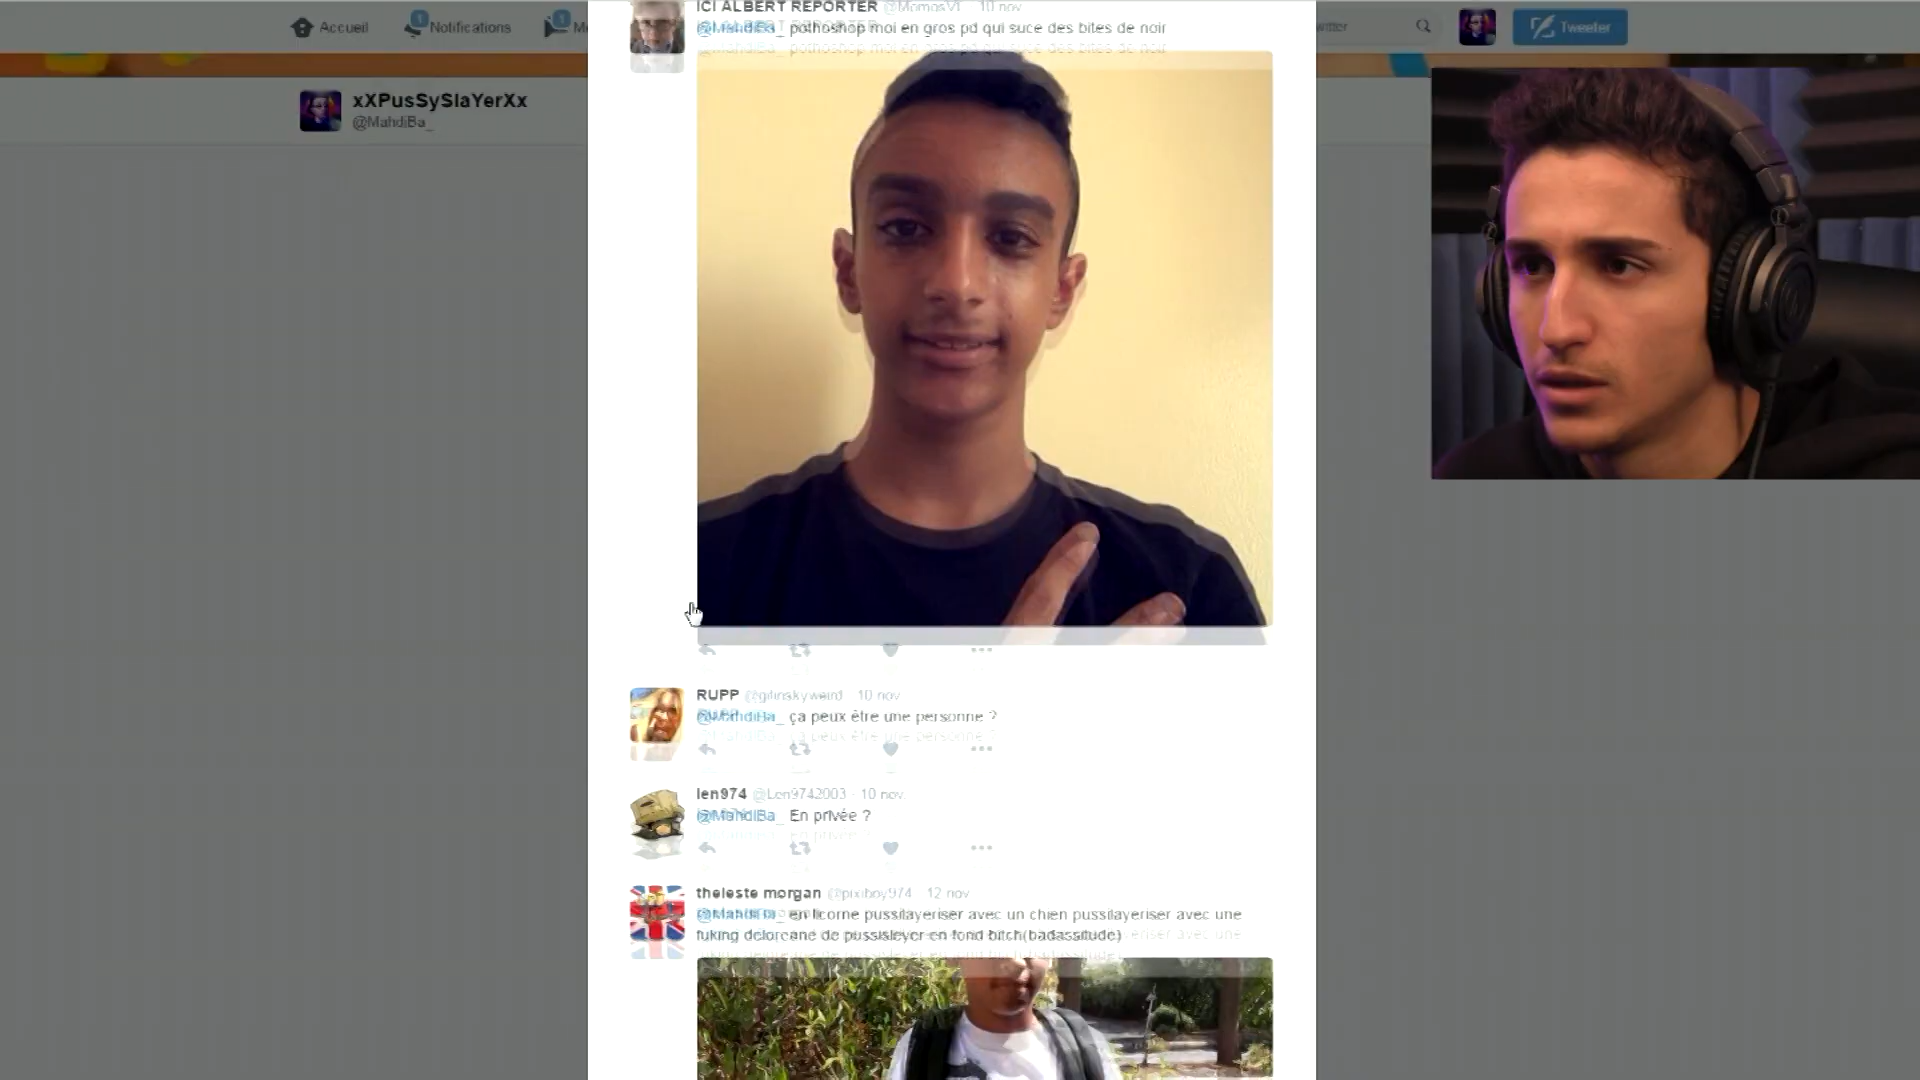 ICI ALBERT REPORTER @MomosVt · 10 nov.
Accueil
Notifications
Tweeter
@MahdiBa_ pothoshop moi en gros pd qui suce des bites de noir
xXPusSySlaYerXx
@MahdiBa_
RUPP @gilinskyweird · 10 nov.
@MahdiBa_ ça peux être une personne ?
len974 @Len9742003 · 10 nov.
@MahdiBa_ En privée ?
theleste morgan @pixiboy974 · 12 nov.
@MahdiBa_ en licorne pussilayeriser avec un chien pussilayeriser avec une
fuking delorean de pussisleyer en fond bitch(badassitude)